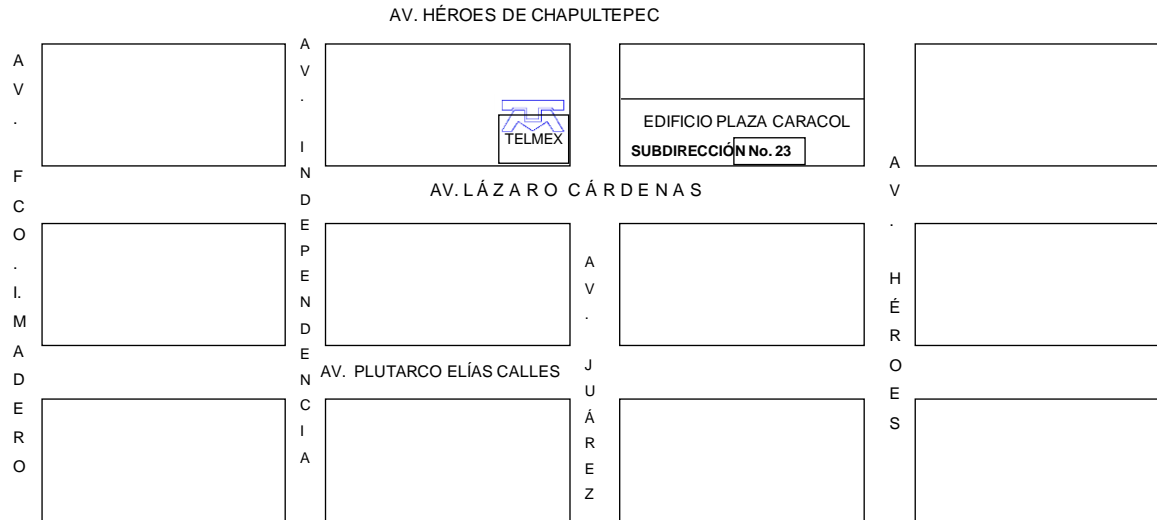 AV. HÉROES DE CHAPULTEPEC
AV. FCO. I. MADERO
AV. INDEPENDENCIA
TELMEX
EDIFICIO PLAZA CARACOL
SUBDIRECCIÓN No. 23
AV. LÁZARO CÁRDENAS
AV. HÉROES
AV. JUÁREZ
AV. PLUTARCO ELÍAS CALLES